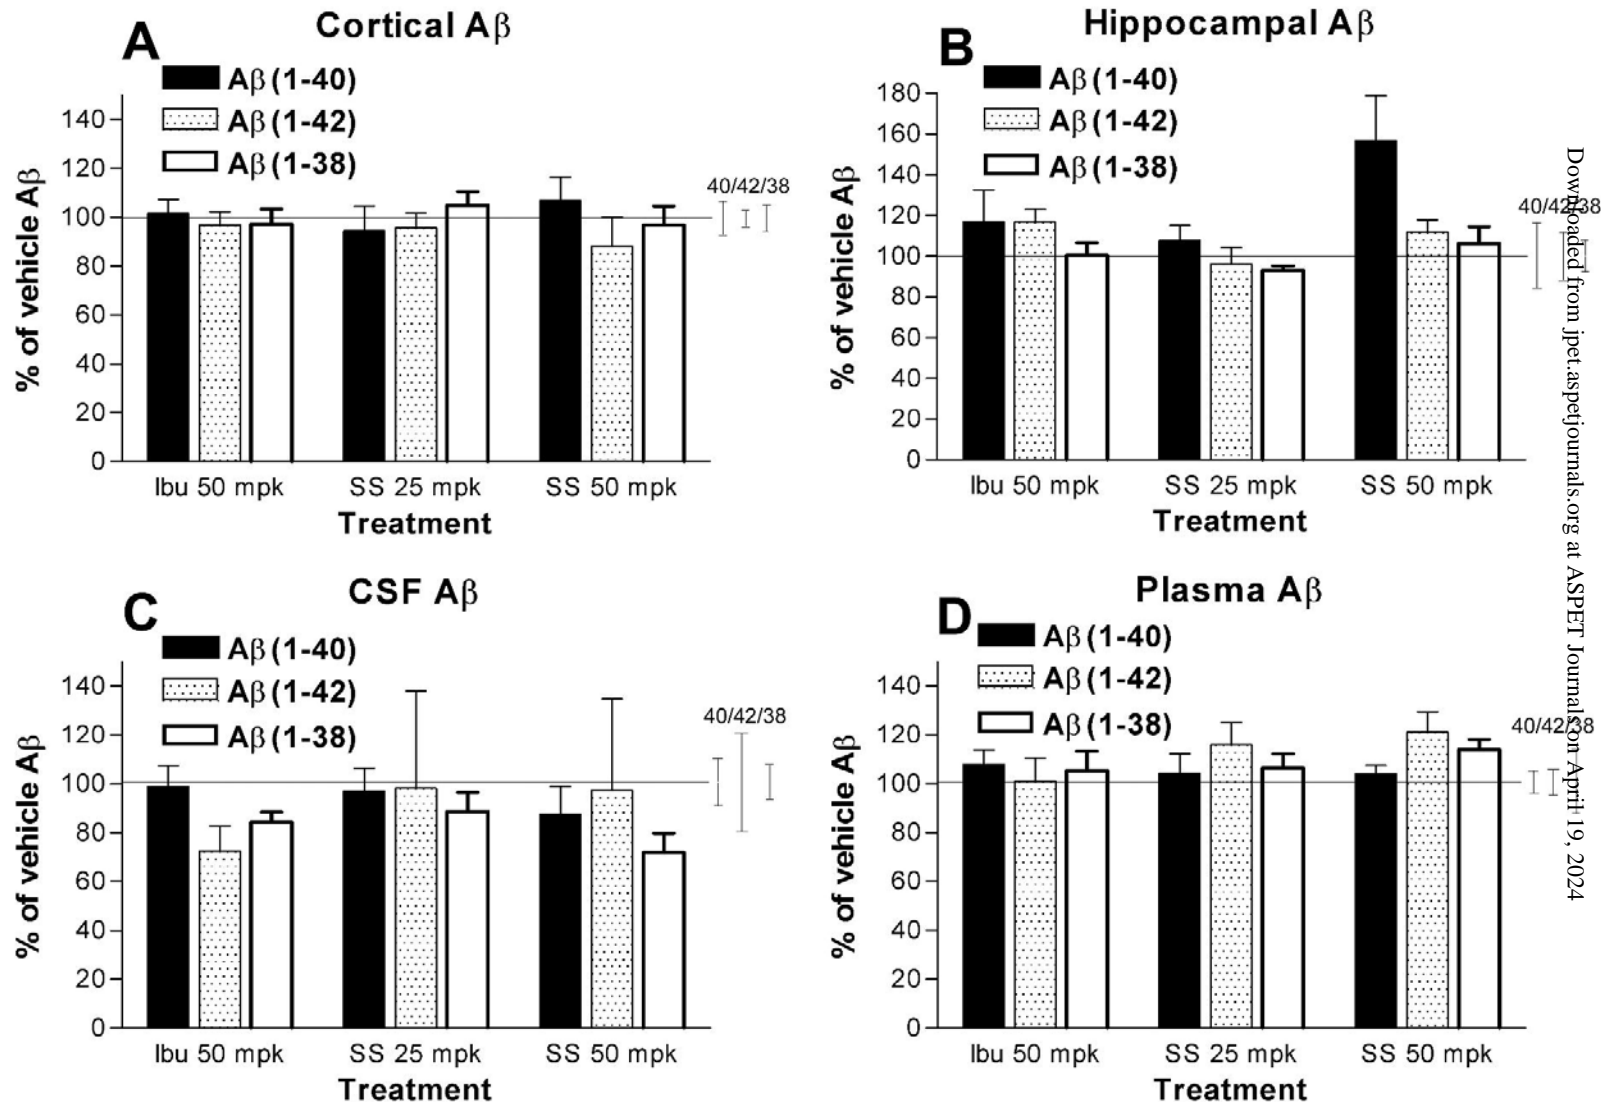 A
Cortical Aβ
Aβ (1-40)
Aβ (1-42)
Aβ (1-38)
% of vehicle Aβ
140
120
100
80
60
40
20
0
40/42/38
Ibu 50 mpk
SS 25 mpk
SS 50 mpk
Treatment
B
Hippocampal Aβ
Aβ (1-40)
Aβ (1-42)
Aβ (1-38)
% of vehicle Aβ
180
160
140
120
100
80
60
40
20
0
40/42/38
Ibu 50 mpk
SS 25 mpk
SS 50 mpk
Treatment
C
CSF Aβ
Aβ (1-40)
Aβ (1-42)
Aβ (1-38)
% of vehicle Aβ
140
120
100
80
60
40
20
0
40/42/38
Ibu 50 mpk
SS 25 mpk
SS 50 mpk
Treatment
D
Plasma Aβ
Aβ (1-40)
Aβ (1-42)
Aβ (1-38)
% of vehicle Aβ
140
120
100
80
60
40
20
0
40/42/38
Ibu 50 mpk
SS 25 mpk
SS 50 mpk
Treatment
Downloaded from jpet.aspetjournals.org at ASPET Journals on April 19, 2024